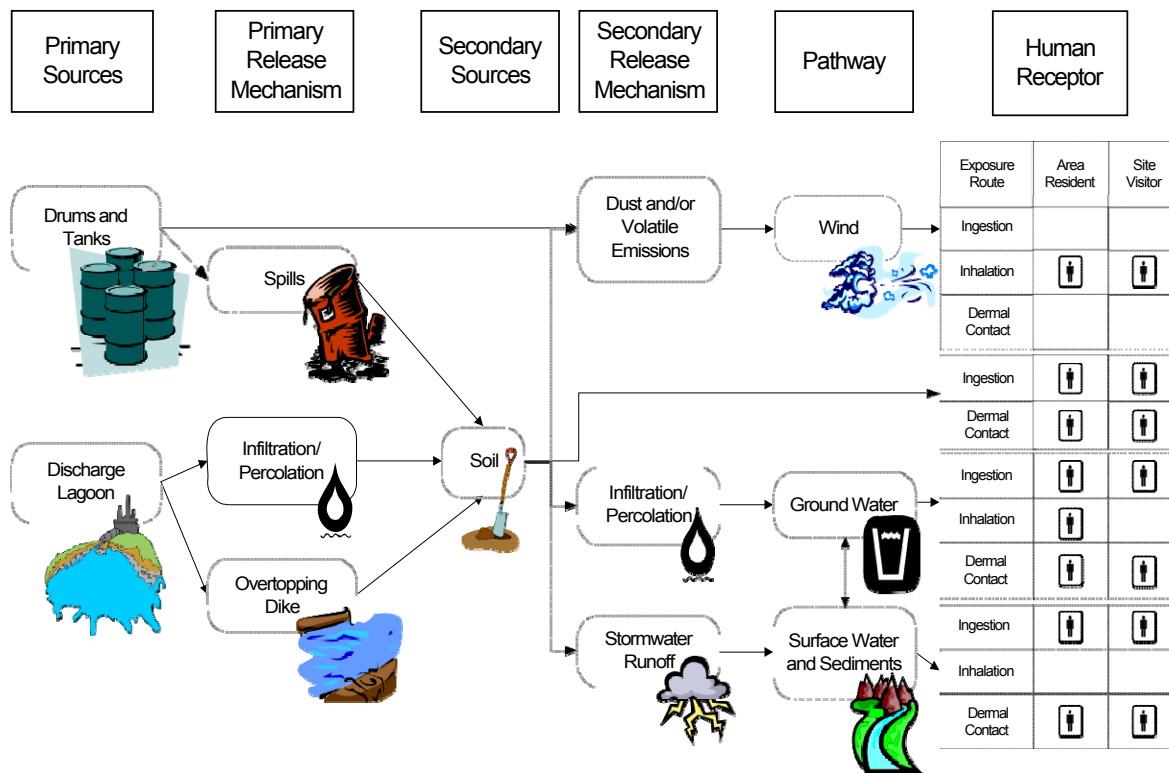 Primary
Sources
Primary
Release
Mechanism
Secondary
Sources
Secondary
Release
Mechanism
Pathway
Human
Receptor
Exposure
Route
Area
Resident
Site
Visitor
Drums and
Tanks
Spills
Dust and/or
Volatile
Emissions
Wind
Ingestion
Inhalation
Dermal
Contact
Ingestion
Dermal
Contact
Discharge
Lagoon
Infiltration/
Percolation
Overtopping
Dike
Soil
Infiltration/
Percolation
Ground Water
Ingestion
Inhalation
Dermal
Contact
Stormwater
Runoff
Surface Water
and Sediments
Ingestion
Inhalation
Dermal
Contact